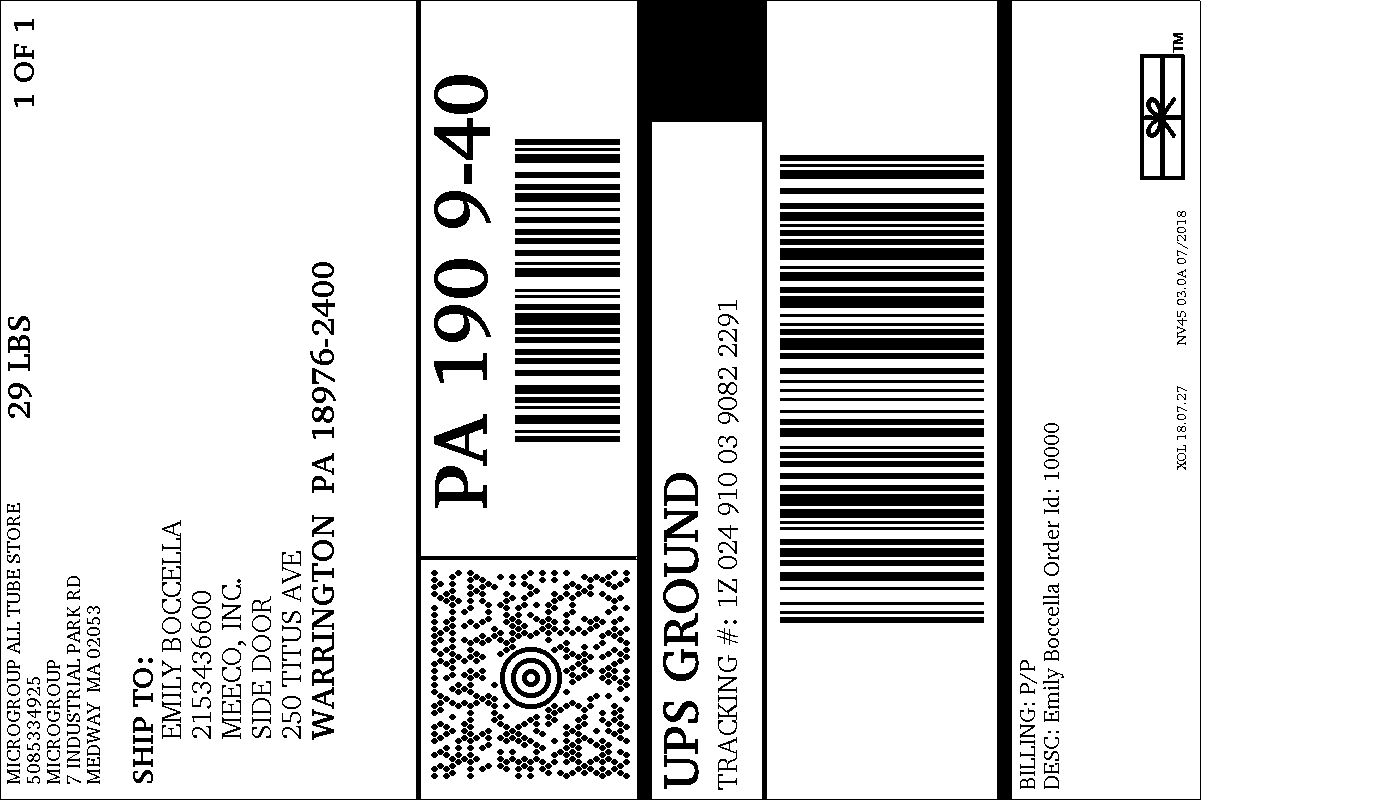 MICROGROUP ALL TUBE STORE
5085334925
MICROGROUP
7 INDUSTRIAL PARK RD
MEDWAY MA 02053
29 LBS
1 OF 1
SHIP TO:
EMILY BOCCELLA
2153436600
MEECO, INC.
SIDE DOOR
250 TITUS AVE
WARRINGTON PA 18976-2400
PA 190 9-40
UPS GROUND
TRACKING #: 1Z 024 910 03 9082 2291
BILLING: P/P
DESC: Emily Boccella Order Id: 10000
XOL 18.07.27 NV45 03.0A 07/2018
TM